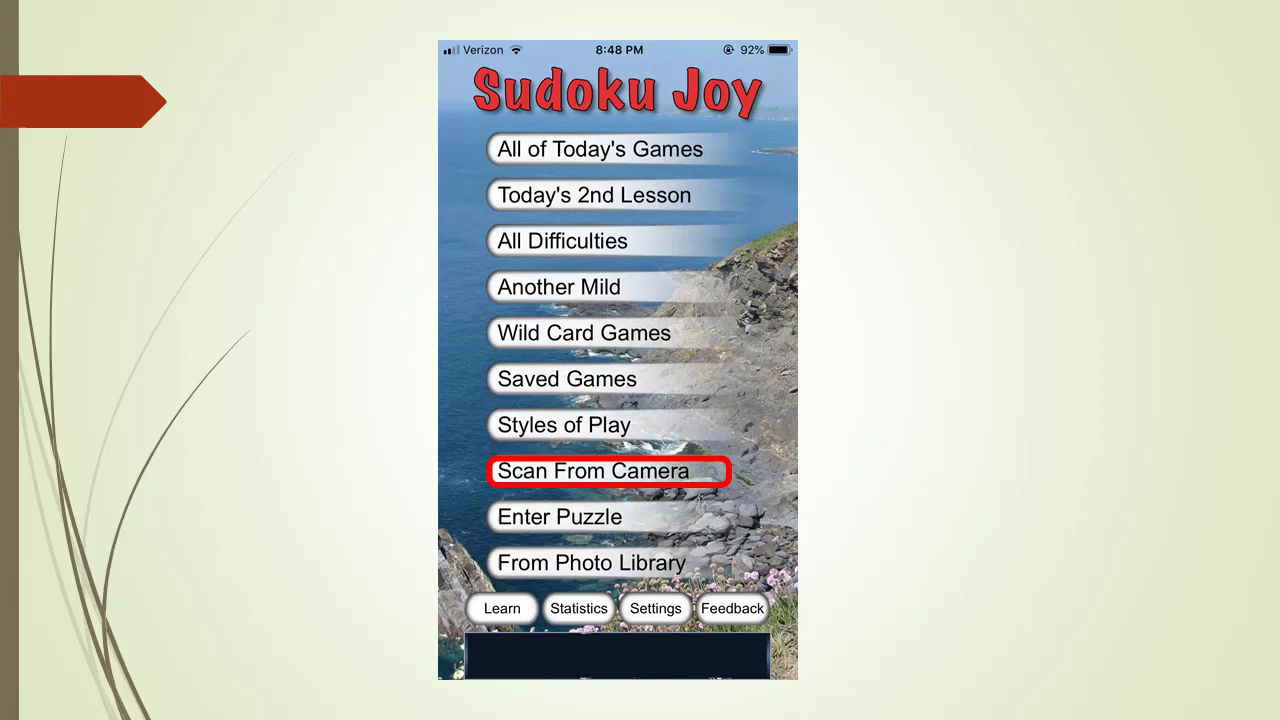 Verizon 8:48 PM 92%
Sudoku Joy
All of Today's Games
Today's 2nd Lesson
All Difficulties
Another Mild
Wild Card Games
Saved Games
Styles of Play
Scan From Camera
Enter Puzzle
From Photo Library
Learn Statistics Settings Feedback